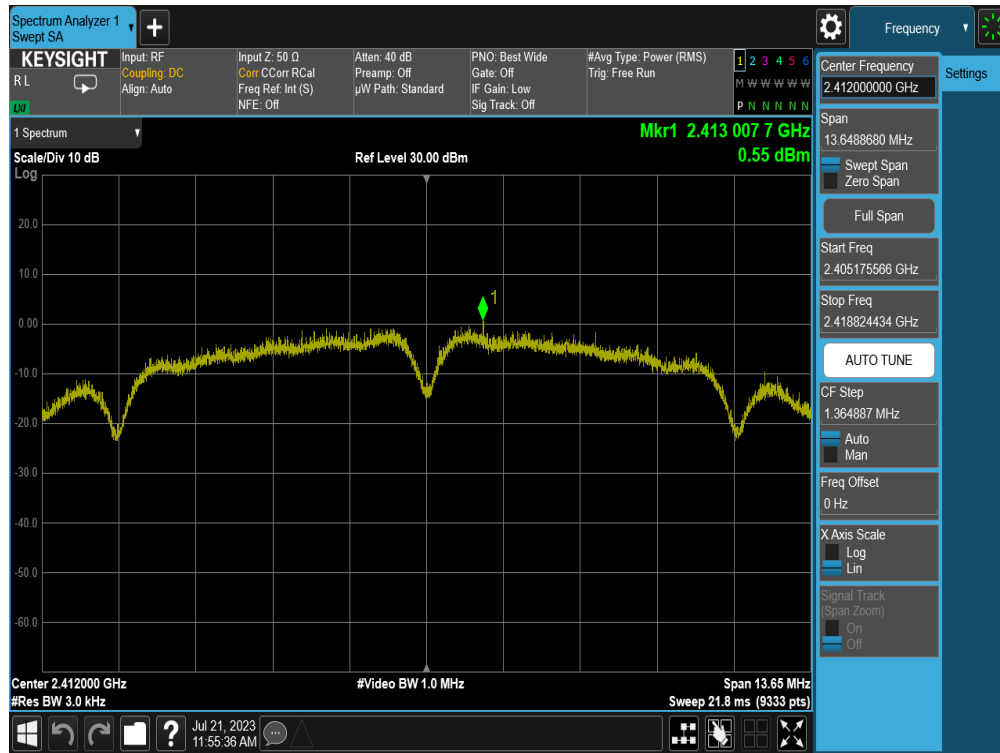 Spectrum Analyzer 1
Swept SA
+
Frequency
KEYSIGHT
R L
LXI
Input: RF
Coupling: DC
Align: Auto
Input Z: 50 Ω
Corr CCorr RCal
Freq Ref: Int (S)
NFE: Off
Atten: 40 dB
Preamp: Off
µW Path: Standard
PNO: Best Wide
Gate: Off
IF Gain: Low
Sig Track: Off
#Avg Type: Power (RMS)
Trig: Free Run
1 2 3 4 5 6
M W W W W W
P N N N N N
Center Frequency
2.412000000 GHz
Settings
Span
13.6488680 MHz
Swept Span
Zero Span
Full Span
Start Freq
2.405175566 GHz
Stop Freq
2.418824434 GHz
AUTO TUNE
CF Step
1.364887 MHz
Auto
Man
Freq Offset
0 Hz
X Axis Scale
Log
Lin
Signal Track
(Span Zoom)
On
Off
1 Spectrum
Mkr1 2.413 007 7 GHz
Scale/Div 10 dB
Ref Level 30.00 dBm
0.55 dBm
Log
20.0
10.0
1
0.00
-10.0
-20.0
-30.0
-40.0
-50.0
-60.0
Center 2.412000 GHz
#Video BW 1.0 MHz
Span 13.65 MHz
#Res BW 3.0 kHz
Sweep 21.8 ms (9333 pts)
?
Jul 21, 2023
11:55:36 AM